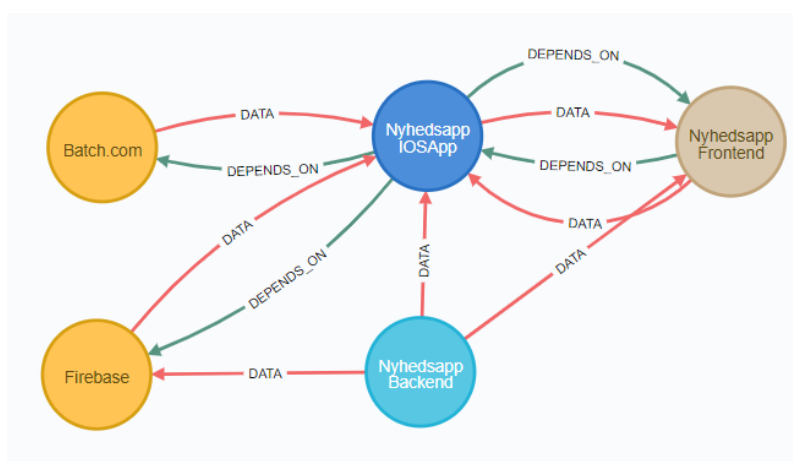 DEPENDS_ON
DATA
DATA
Batch.com
Nyhedsapp
IOSApp
Nyhedsapp
Frontend
DEPENDS_ON
DEPENDS_ON
DATA
DATA
DATA
DATA
DEPENDS_ON
Firebase
DATA
Nyhedsapp
Backend